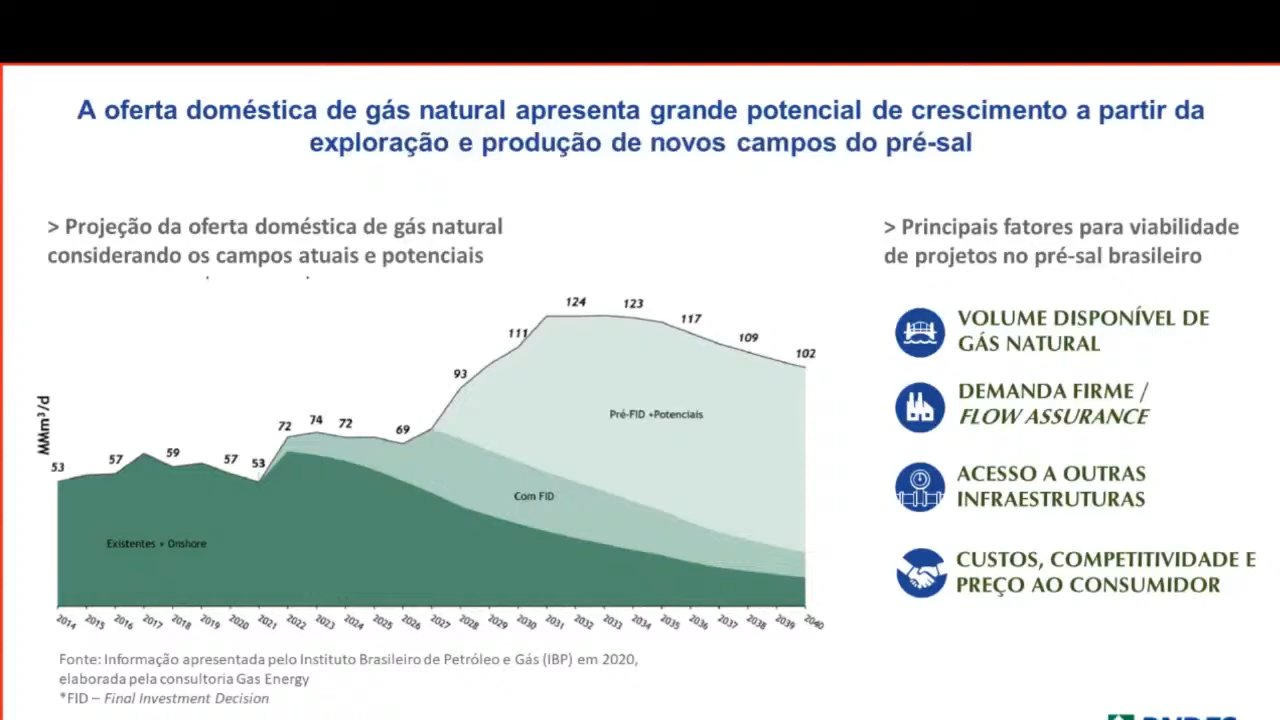 A oferta doméstica de gás natural apresenta grande potencial de crescimento a partir da
exploração e produção de novos campos do pré-sal
> Projeção da oferta doméstica de gás natural
considerando os campos atuais e potenciais
MMm³/d
53
57
59
57
53
72
74
72
69
93
111
124
123
117
109
102
Pré-FID +Potenciais
Com FID
Existentes + Onshore
2014 2015 2016 2017 2018 2019 2020 2021 2022 2023 2024 2025 2026 2027 2028 2029 2030 2031 2032 2033 2034 2035 2036 2037 2038 2039 2040
Fonte: Informação apresentada pelo Instituto Brasileiro de Petróleo e Gás (IBP) em 2020,
elaborada pela consultoria Gas Energy
*FID – Final Investment Decision
> Principais fatores para viabilidade
de projetos no pré-sal brasileiro
VOLUME DISPONÍVEL DE
GÁS NATURAL
DEMANDA FIRME /
FLOW ASSURANCE
ACESSO A OUTRAS
INFRAESTRUTURAS
CUSTOS, COMPETITIVIDADE E
PREÇO AO CONSUMIDOR